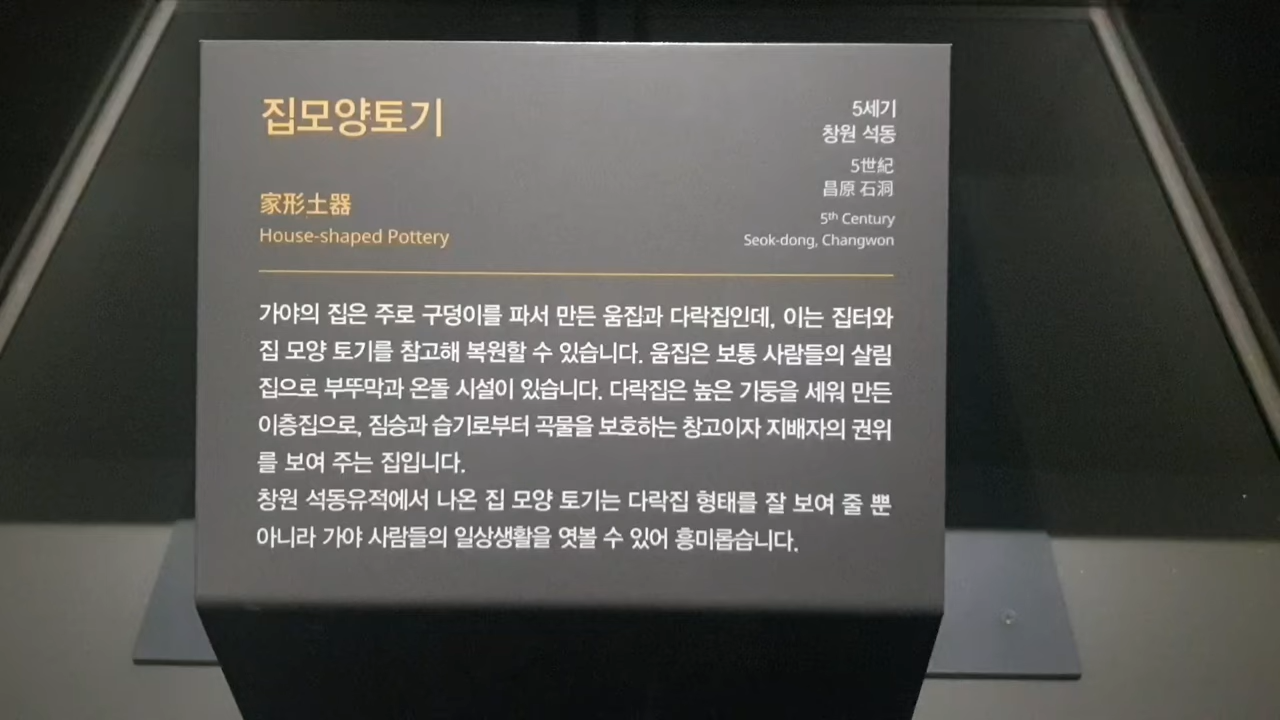 집모양토기
家形土器
House-shaped Pottery
5세기
창원 석동
5世紀
昌原 石洞
5th Century
Seok-dong, Changwon
가야의 집은 주로 구덩이를 파서 만든 움집과 다락집인데, 이는 집터와
집 모양 토기를 참고해 복원할 수 있습니다. 움집은 보통 사람들의 살림
집으로 부뚜막과 온돌 시설이 있습니다. 다락집은 높은 기둥을 세워 만든
이층집으로, 짐승과 습기로부터 곡물을 보호하는 창고이자 지배자의 권위
를 보여 주는 집입니다.
창원 석동유적에서 나온 집 모양 토기는 다락집 형태를 잘 보여 줄 뿐
아니라 가야 사람들의 일상생활을 엿볼 수 있어 흥미롭습니다.